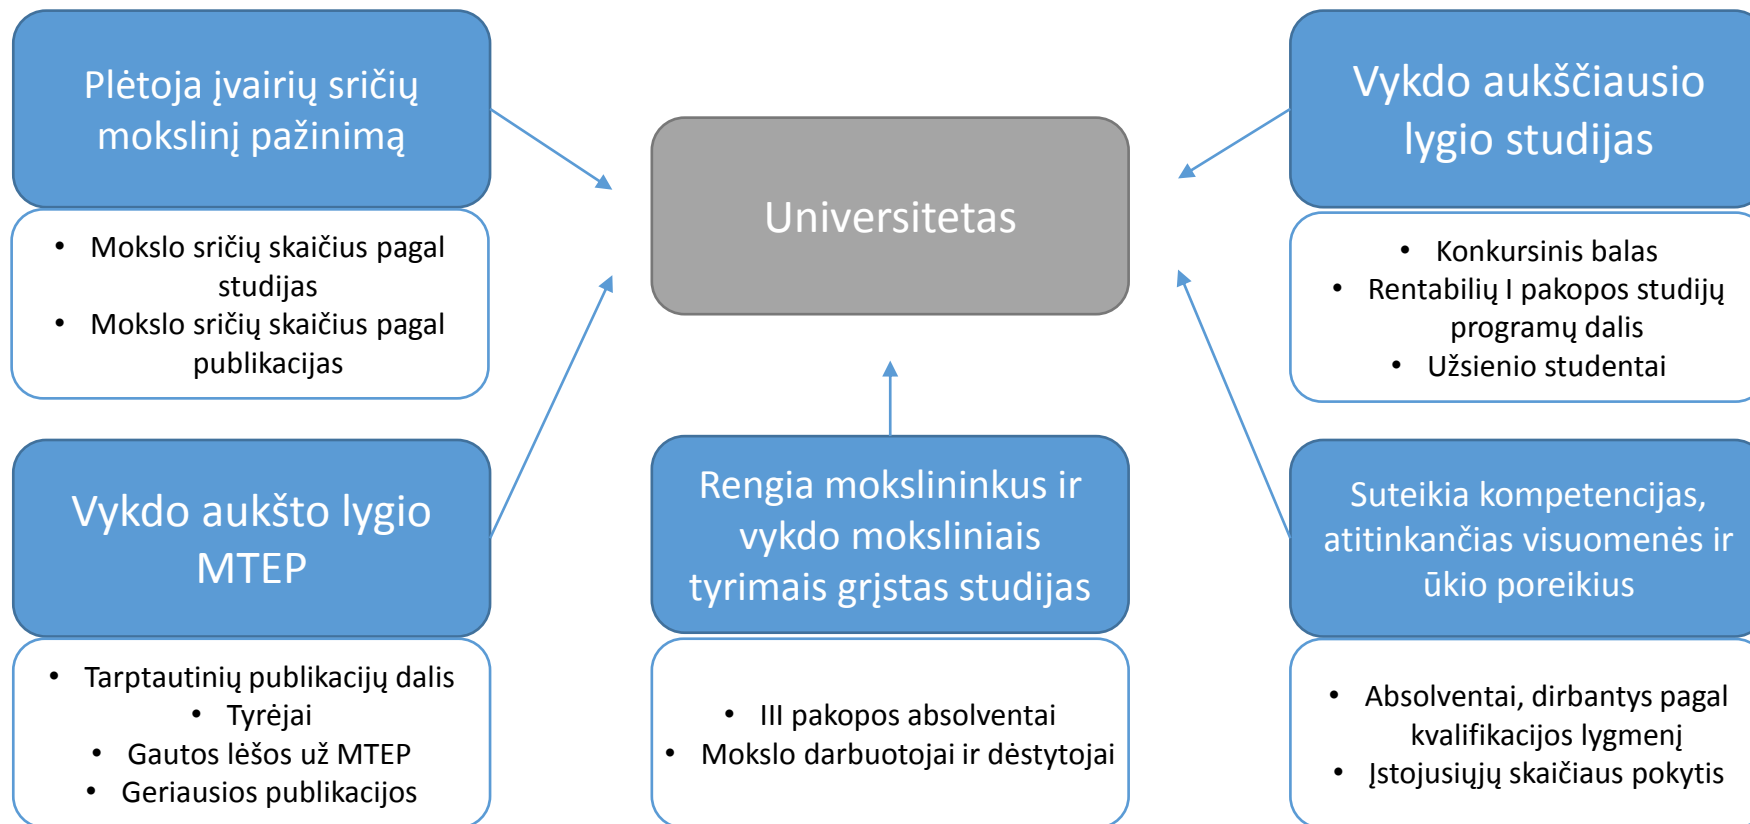 Plėtoja įvairių sričių
mokslinį pažinimą
• Mokslo sričių skaičius pagal
studijas
• Mokslo sričių skaičius pagal
publikacijas
Universitetas
Vykdo aukščiausio
lygio studijas
• Konkursinis balas
• Rentabilių I pakopos studijų
programų dalis
• Užsienio studentai
Vykdo aukšto lygio
MTEP
• Tarptautinių publikacijų dalis
• Tyrėjai
• Gautos lėšos už MTEP
• Geriausios publikacijos
Rengia mokslininkus ir
vykdo moksliniais
tyrimais grįstas studijas
• III pakopos absolventai
• Mokslo darbuotojai ir dėstytojai
Suteikia kompetencijas,
atitinkančias visuomenės ir
ūkio poreikius
• Absolventai, dirbantys pagal
kvalifikacijos lygmenį
• Įstojusiųjų skaičiaus pokytis